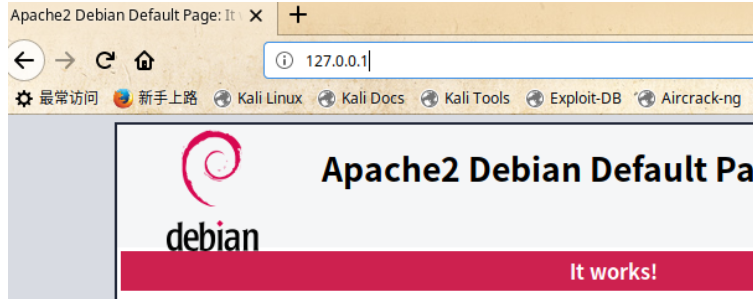 Apache2 Debian Default Page: It
127.0.0.1
最常访问 新手上路 Kali Linux Kali Docs Kali Tools Exploit-DB Aircrack-ng
debian
Apache2 Debian Default Pa
It works!